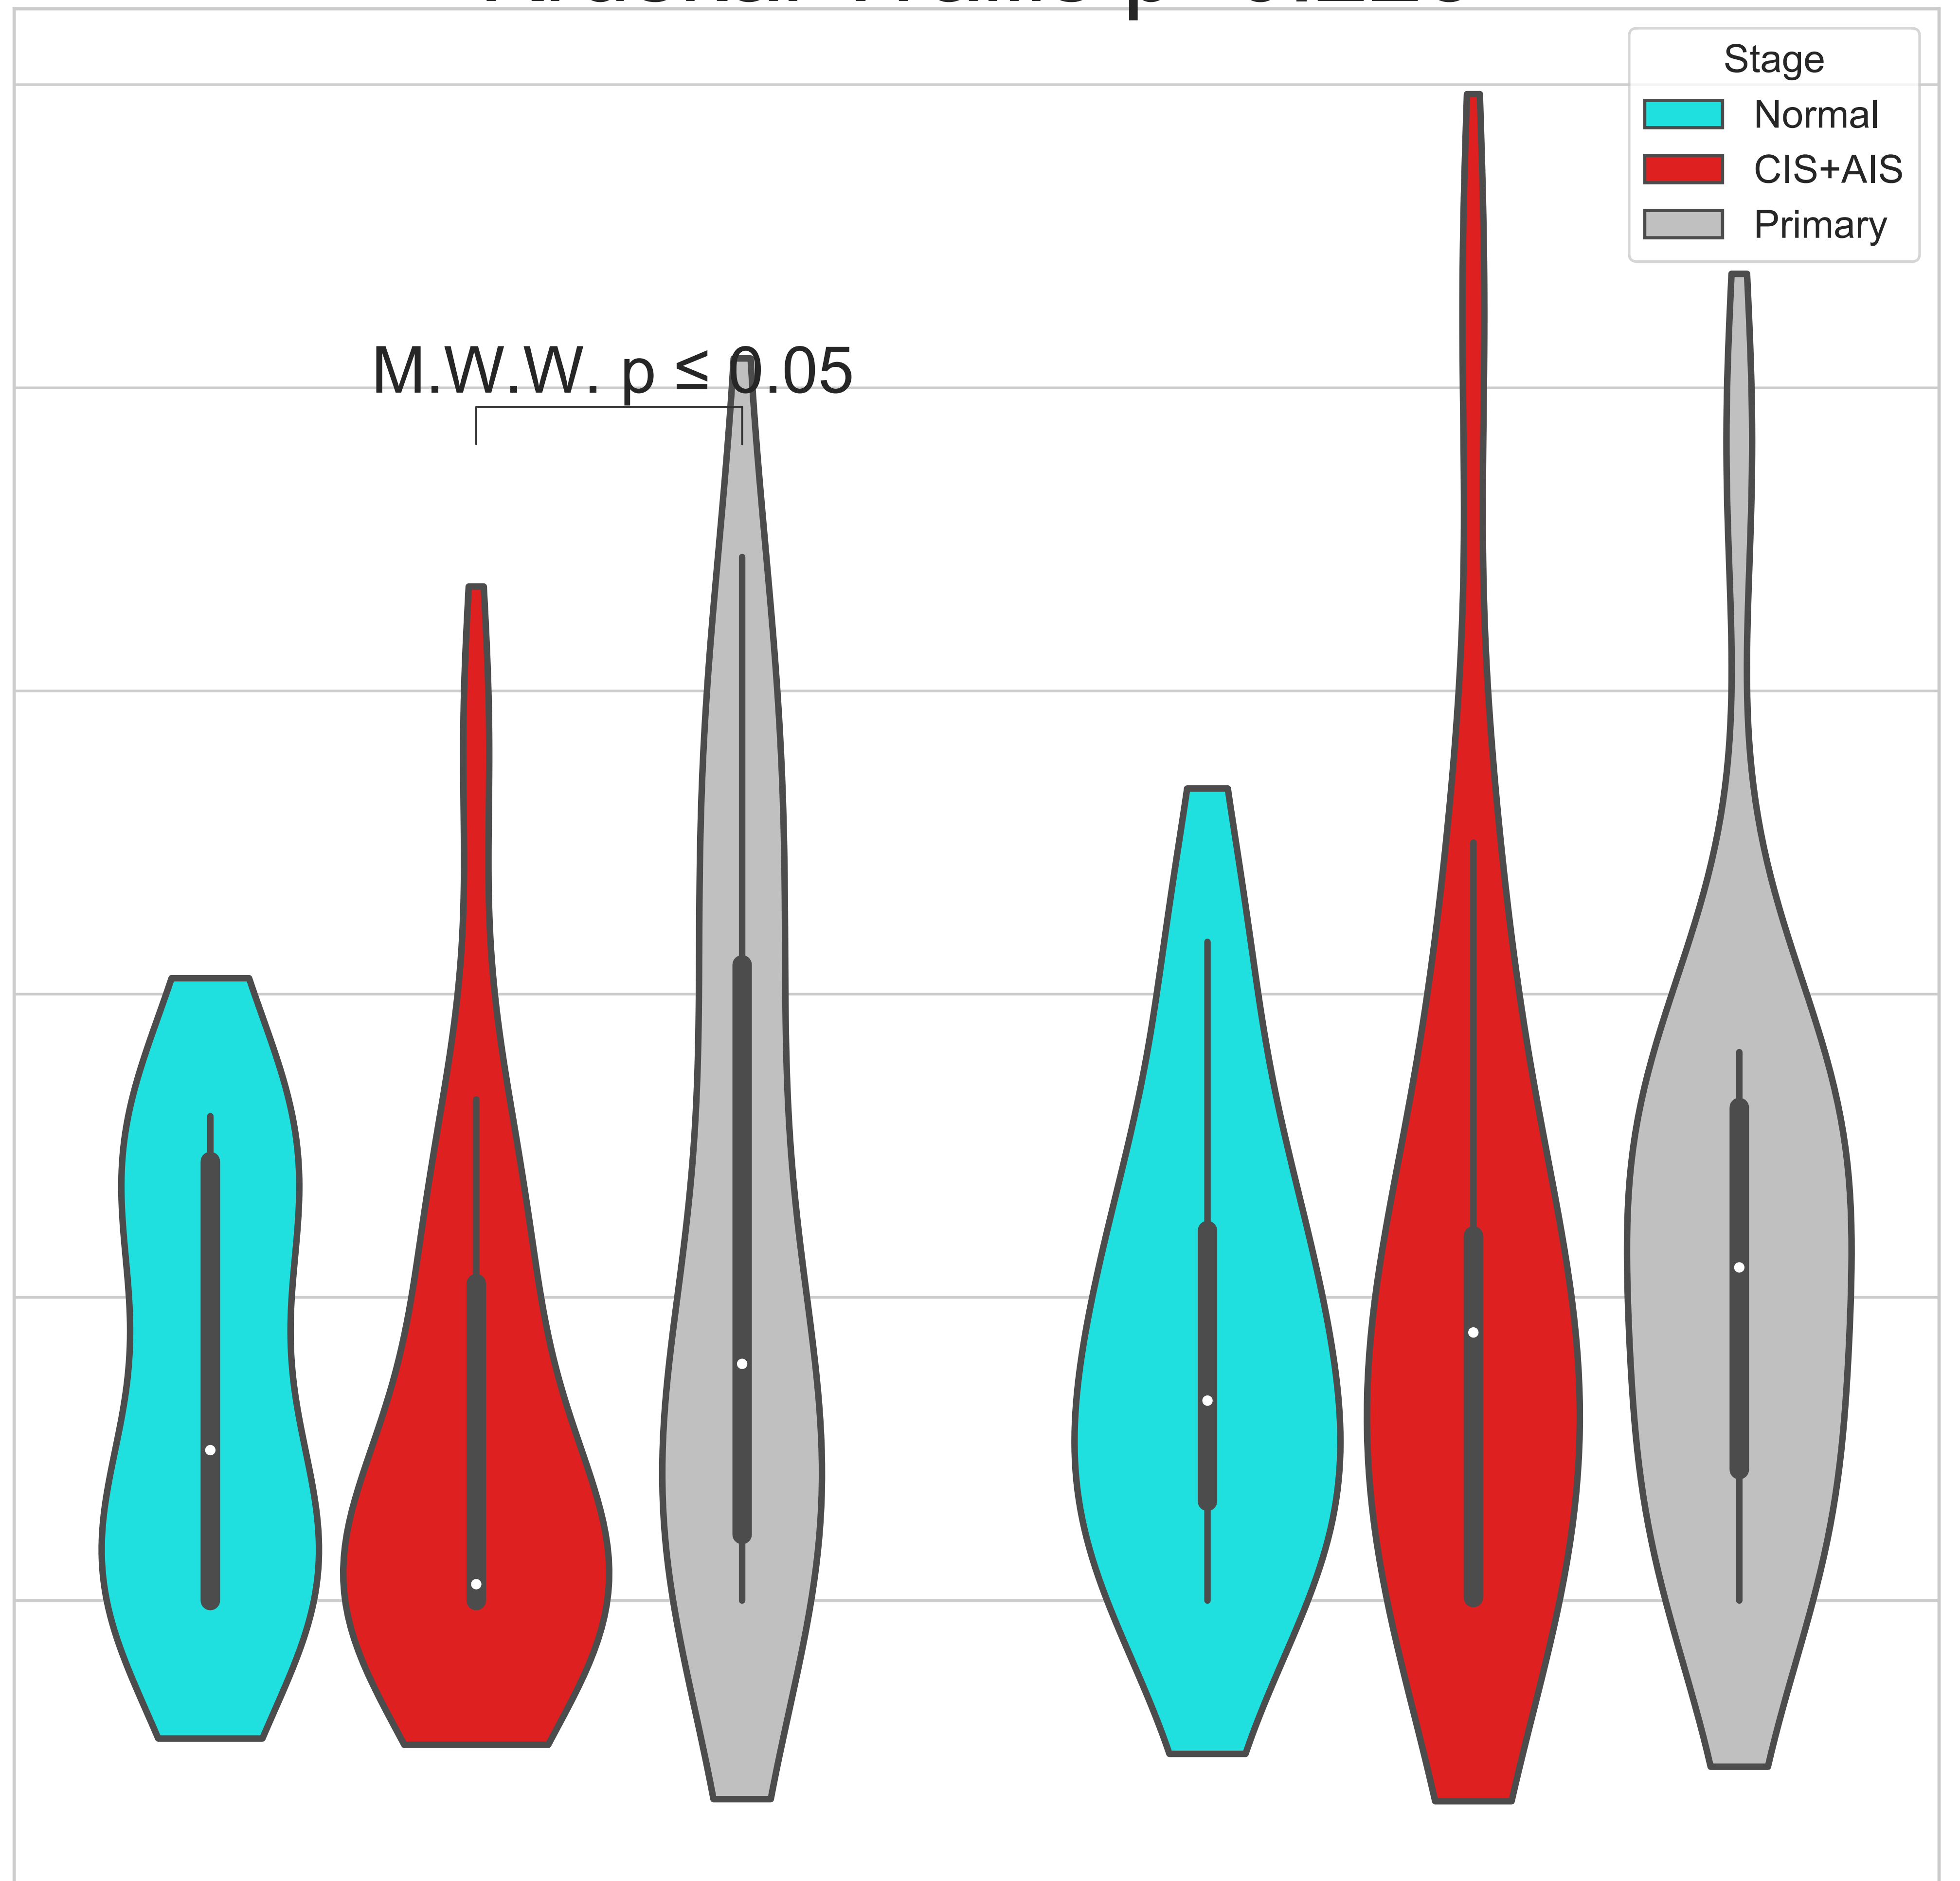 Stage
Normal
CIS+AIS
Primary
M.W.W. p ≤ 0.05